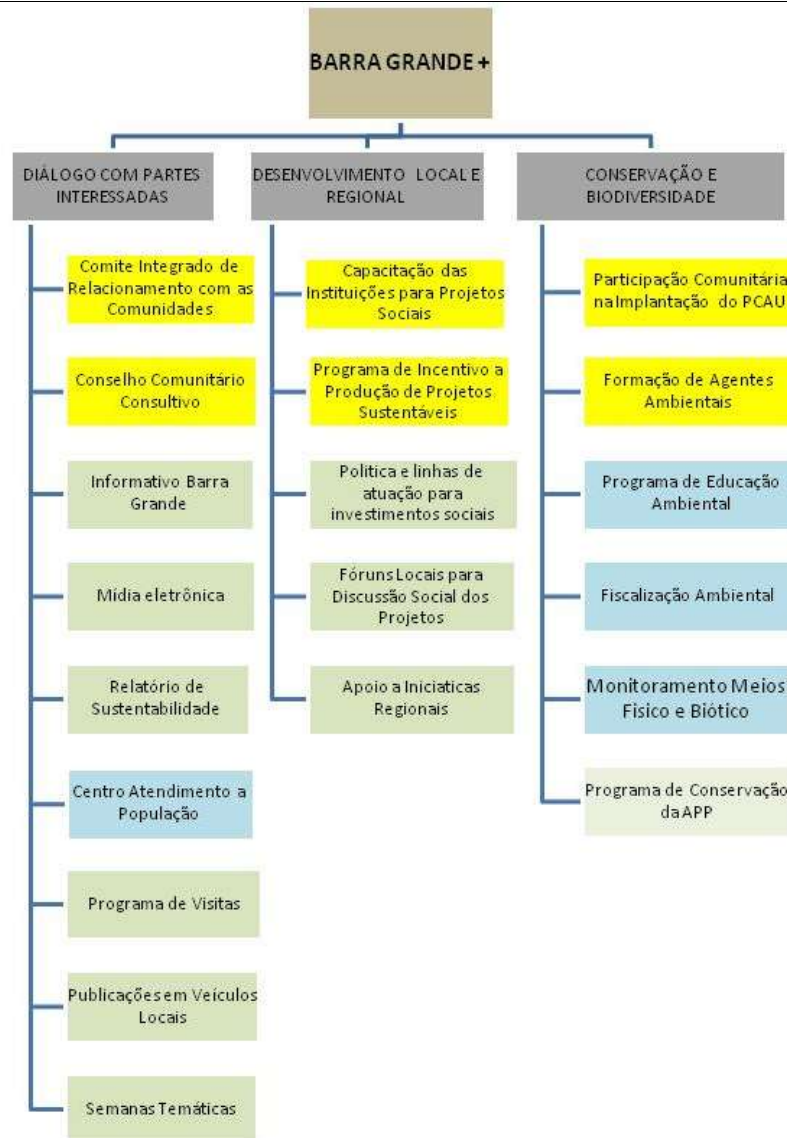 BARRA GRANDE +
DIÁLOGO COM PARTES
INTERESSADAS
Comite Integrado de
Relacionamento com as
Comunidades
Conselho Comunitário
Consultivo
Informativo Barra
Grande
Mídia eletrônica
Relatório de
Sustentabilidade
Centro Atendimento a
População
Programa de Visitas
Publicações em Veículos
Locais
Semanas Temáticas
DESENVOLVIMENTO LOCAL E
REGIONAL
Capacitação das
Instituições para Projetos
Sociais
Programa de Incentivo a
Produção de Projetos
Sustentáveis
Politica e linhas de
atuação para
investimentos sociais
Fóruns Locais para
Discussão Social dos
Projetos
Apoio a Iniciaticas
Regionais
CONSERVAÇÃO E
BIODIVERSIDADE
Participação Comunitária
na Implantação do PCAU
Formação de Agentes
Ambientais
Programa de Educação
Ambiental
Fiscalização Ambiental
Monitoramento Meios
Fisico e Biótico
Programa de Conservação
da APP